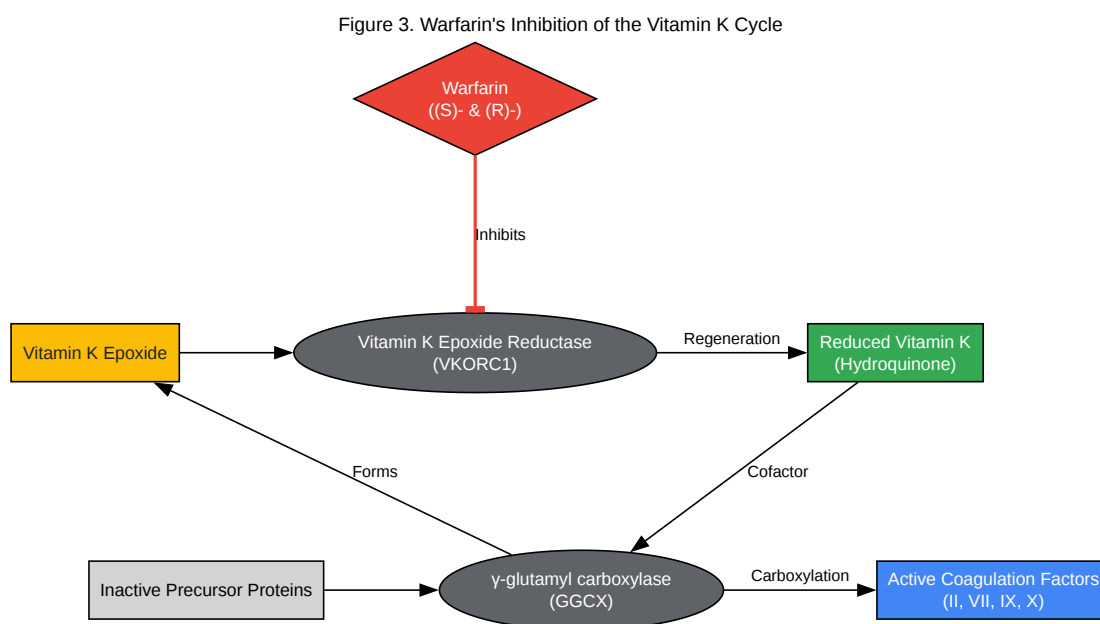 Figure 3. Warfarin's Inhibition of the Vitamin K Cycle
Warfarin
((S)- & (R)-)
Inhibits
Vitamin K Epoxide
Vitamin K Epoxide Reductase
(VKORC1)
Regeneration
Reduced Vitamin K
(Hydroquinone)
Forms
Cofactor
Inactive Precursor Proteins
γ-glutamyl carboxylase
(GGCX)
Carboxylation
Active Coagulation Factors
(II, VII, IX, X)